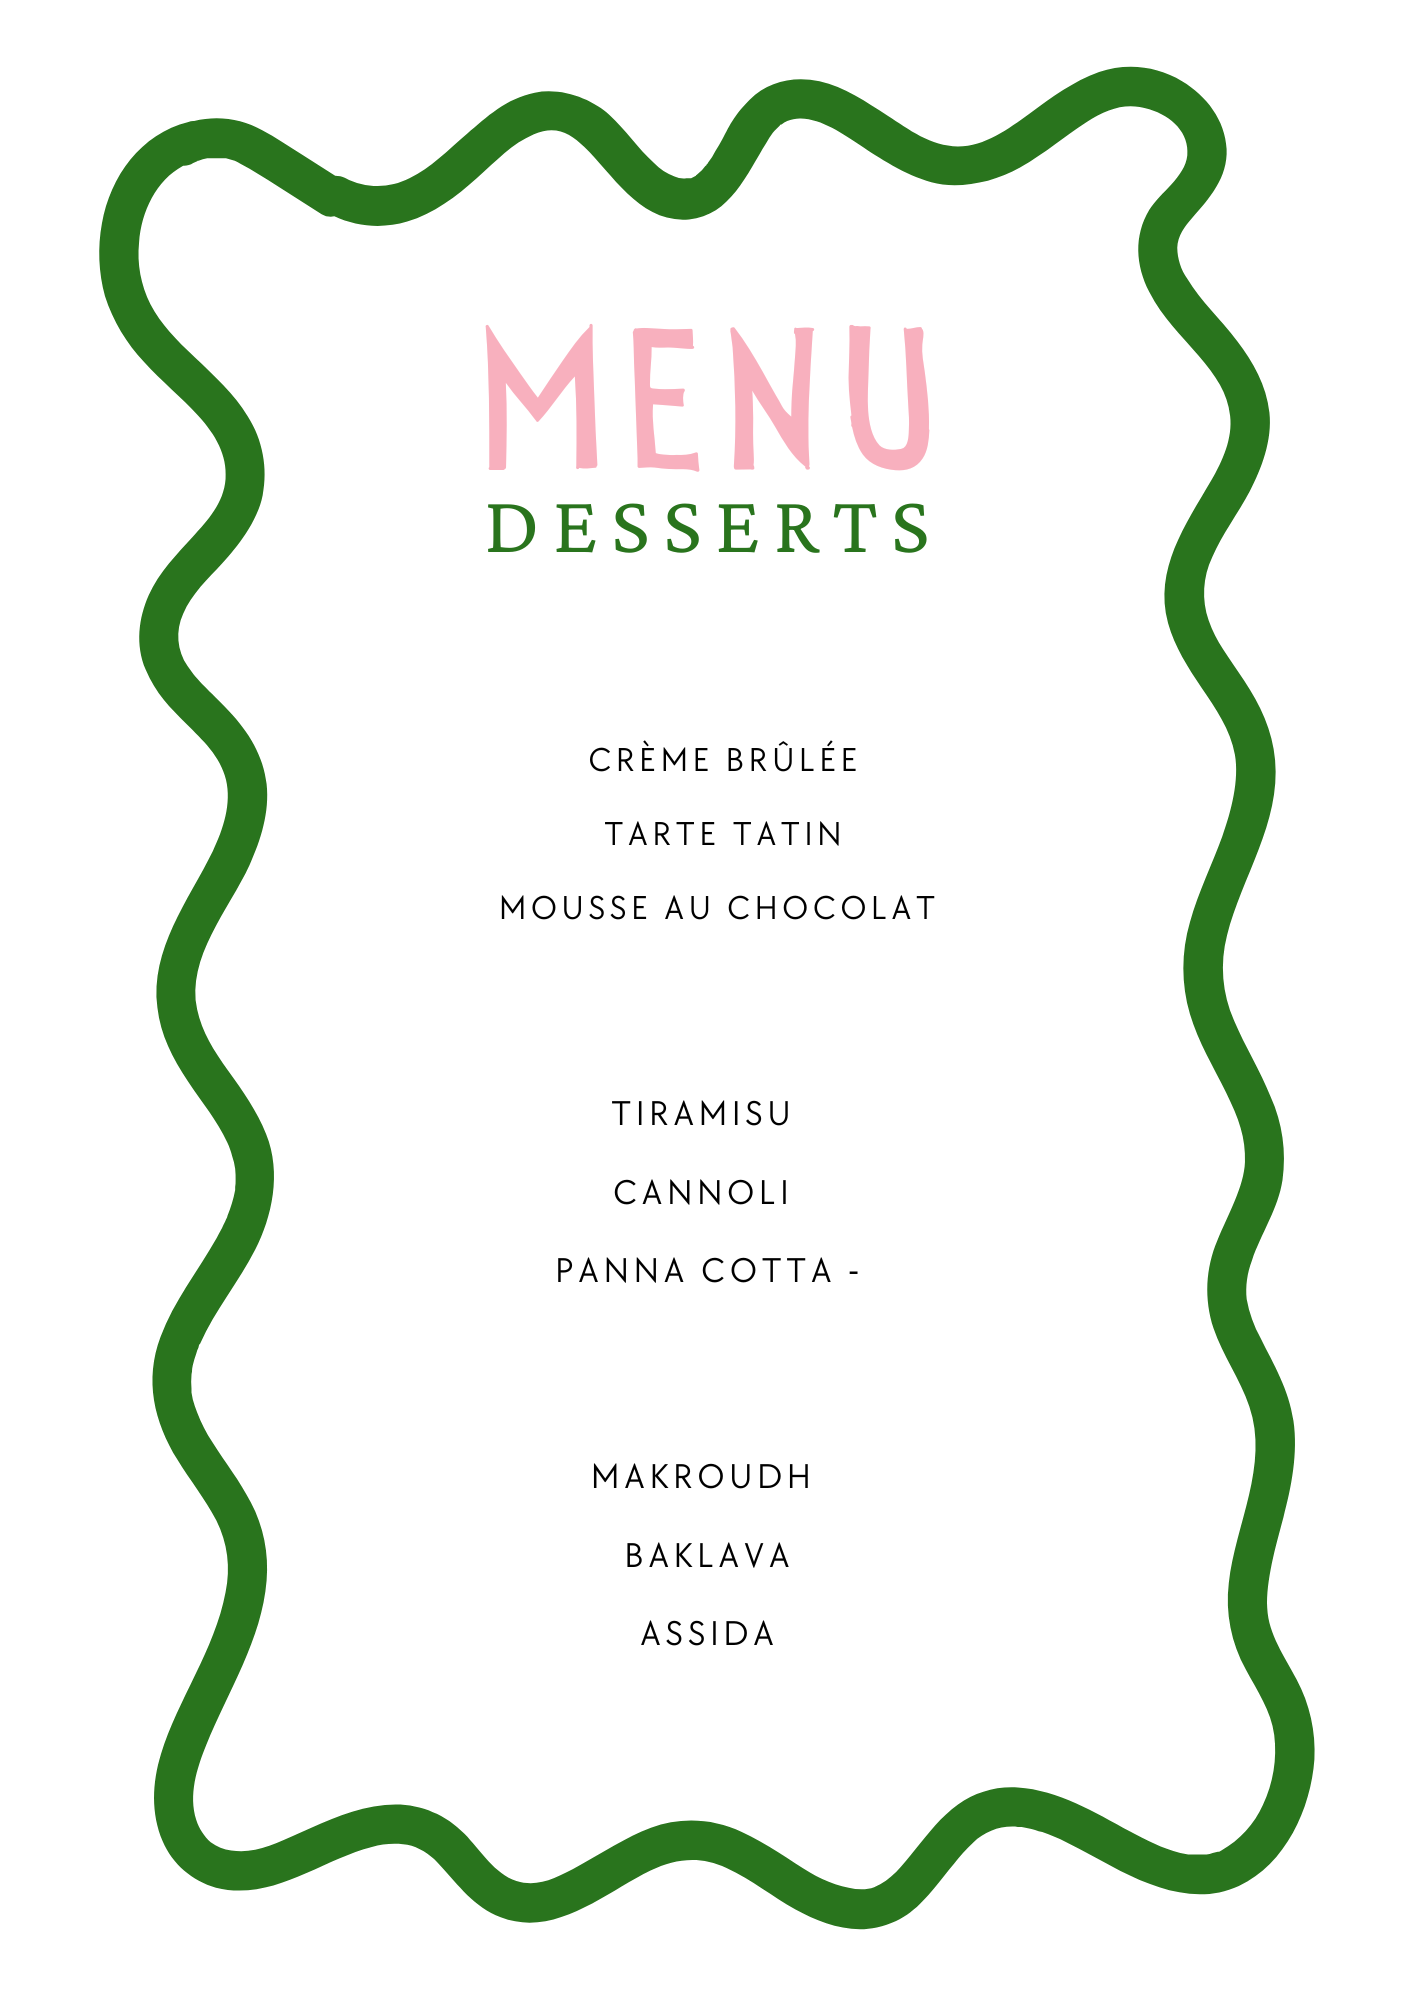 MENU
DESSERTS
CRÈME BRÛLÉE
TARTE TATIN
MOUSSE AU CHOCOLAT
TIRAMISU
CANNOLI
PANNA COTTA -
MAKROUDH
BAKLAVA
ASSIDA